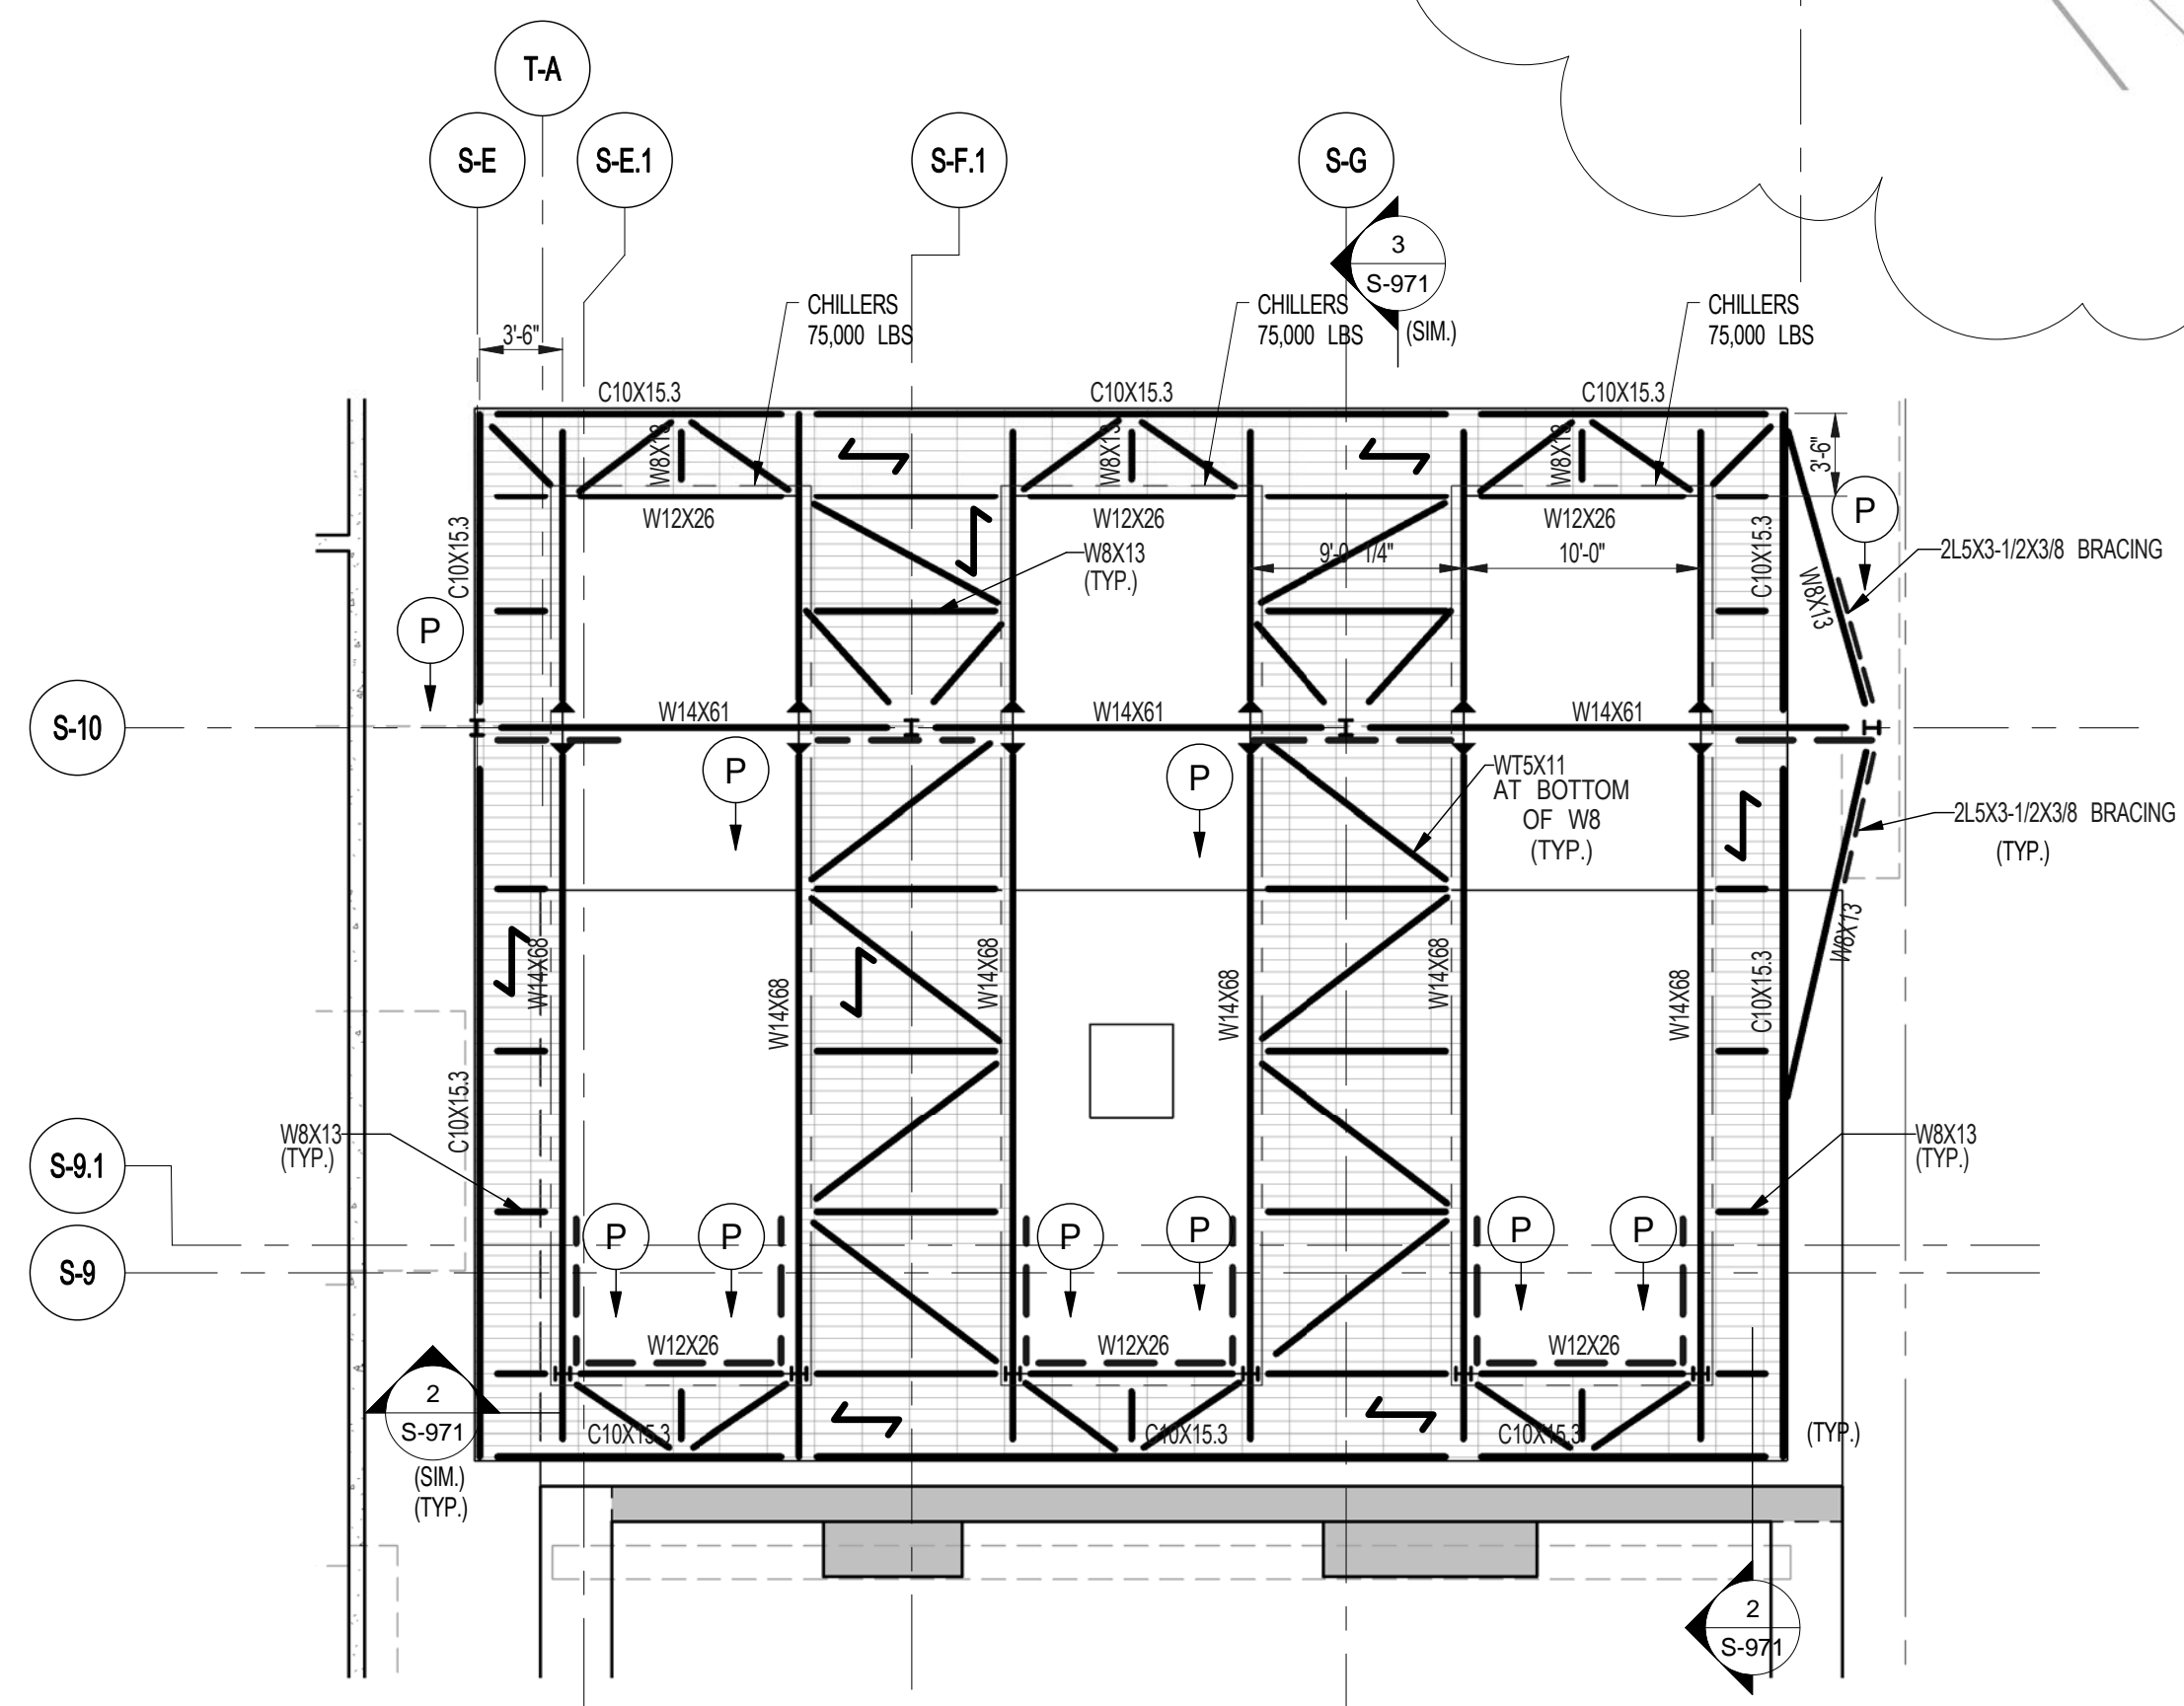 T-A
S-E
S-E.1
S-F.1
S-G
3
S-971
(SIM.)
CHILLERS
75,000 LBS
CHILLERS
75,000 LBS
CHILLERS
75,000 LBS
3'-6"
C10X15.3
C10X15.3
C10X15.3
W8X13
W8X13
W8X13
3'-6"
P
W12X26
W12X26
W12X26
C10X15.3
W8X13
(TYP.)
9'-0 1/4"
10'-0"
C10X15.3
W8X13
2L5X3-1/2X3/8 BRACING
P
S-10
W14X61
W14X61
W14X61
P
P
WT5X11
AT BOTTOM
OF W8
(TYP.)
2L5X3-1/2X3/8 BRACING
(TYP.)
W14X68
W14X68
W14X68
W14X68
W14X68
W14X68
C10X15.3
W8X13
C10X15.3
W8X13
(TYP.)
W8X13
(TYP.)
S-9.1
S-9
P
P
P
P
P
P
W12X26
W12X26
W12X26
2
S-971
(SIM.)
(TYP.)
C10X15.3
C10X15.3
C10X15.3
(TYP.)
2
S-971